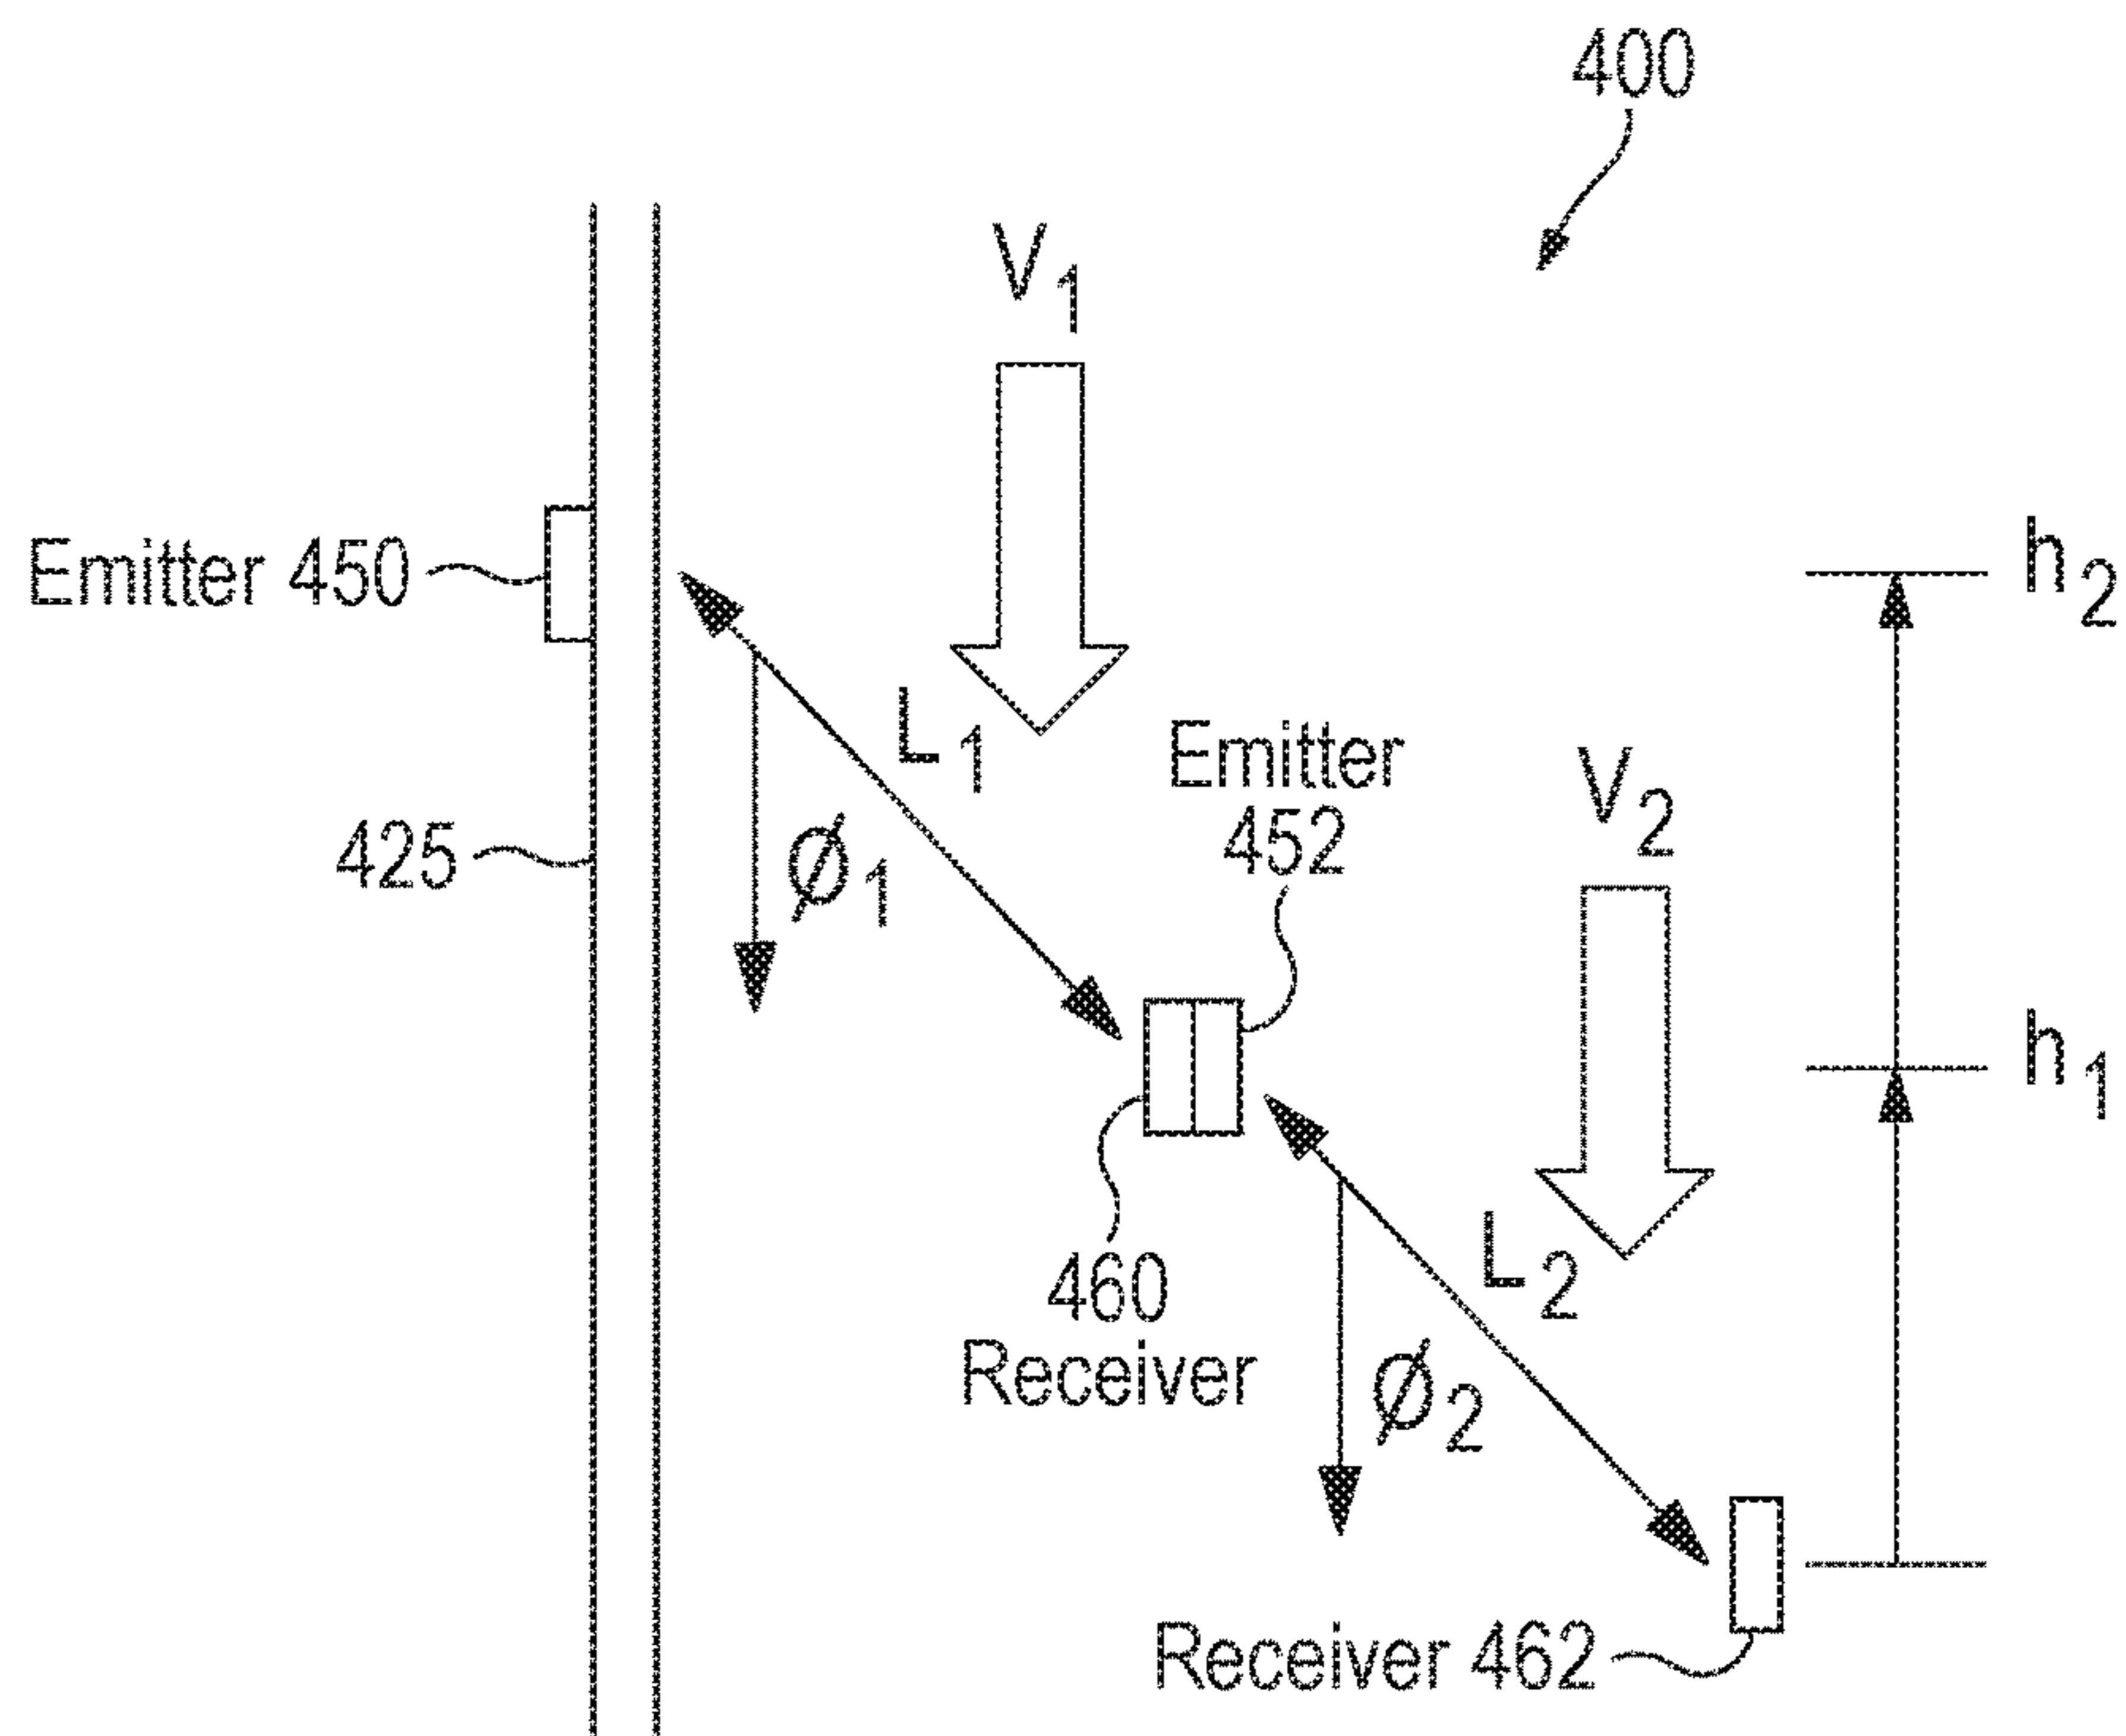 400
V1
Emitter 450
h2
L1
Emitter
452
V2
425
ø1
h1
460
Receiver
L2
ø2
Receiver 462